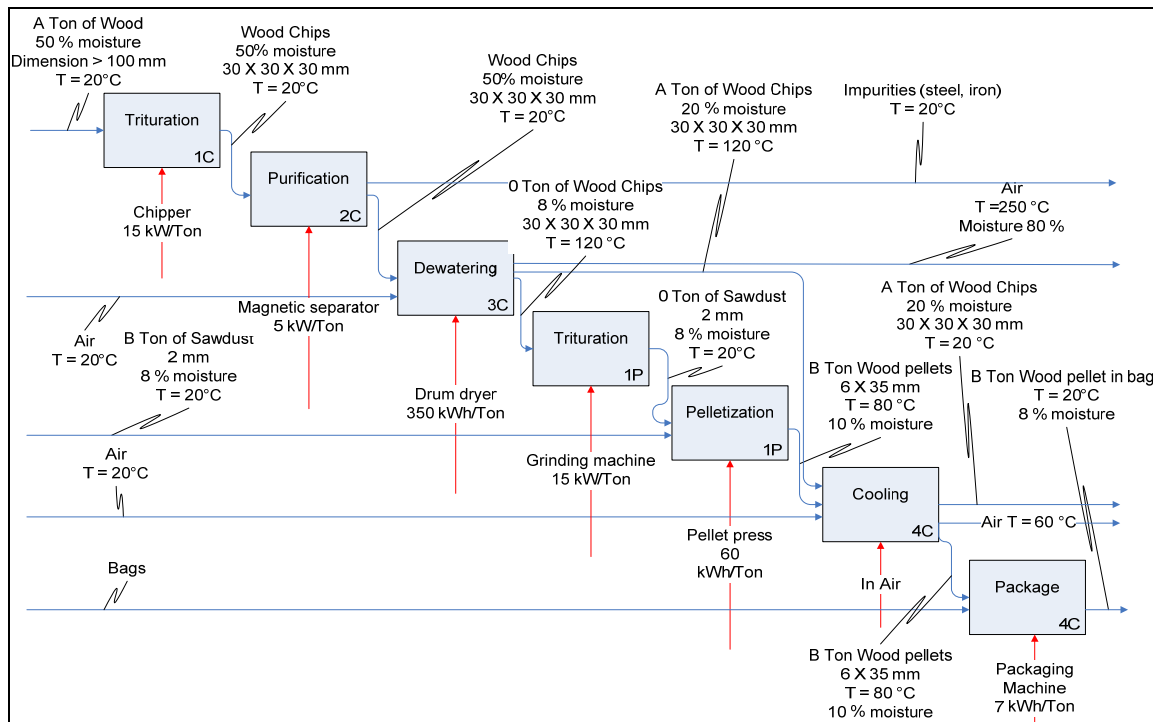 A Ton of Wood
50 % moisture
Dimension > 100 mm
T = 20°C
Wood Chips
50% moisture
30 X 30 X 30 mm
T = 20°C
Wood Chips
50% moisture
30 X 30 X 30 mm
T = 20°C
A Ton of Wood Chips
20 % moisture
30 X 30 X 30 mm
T = 120 °C
Impurities (steel, iron)
T = 20°C
Trituration
1C
Purification
2C
0 Ton of Wood Chips
8 % moisture
30 X 30 X 30 mm
T = 120°C
Air
T =250 °C
Moisture 80 %
Chipper
15 kW/Ton
Dewatering
3C
Magnetic separator
5 kW/Ton
Air
T = 20°C
B Ton of Sawdust
2 mm
8 % moisture
T = 20°C
0 Ton of Sawdust
2 mm
8 % moisture
T = 20°C
A Ton of Wood Chips
20 % moisture
30 X 30 X 30 mm
T = 20 °C
Trituration
1P
B Ton Wood pellets
6 X 35 mm
T = 80 °C
10 % moisture
B Ton Wood pellet in bag
T = 20°C
8 % moisture
Drum dryer
350 kWh/Ton
Pelletization
1P
Air
T = 20°C
Grinding machine
15 kW/Ton
Cooling
4C
Air T = 60 °C
Pellet press
60
kWh/Ton
Bags
In Air
Package
4C
B Ton Wood pellets
6 X 35 mm
T = 80 °C
10 % moisture
Packaging
Machine
7 kWh/Ton